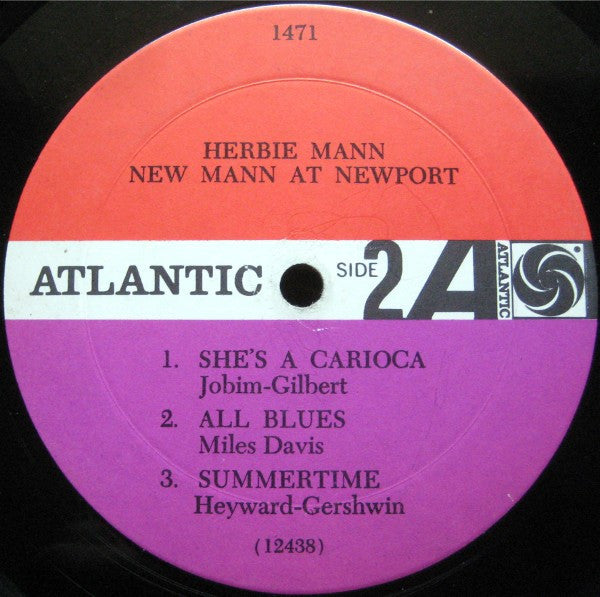 1471
HERBIE MANN
NEW MANN AT NEWPORT
ATLANTIC SIDE 2 A ATLANTIC
1. SHE'S A CARIOCA
Jobim-Gilbert
2. ALL BLUES
Miles Davis
3. SUMMERTIME
Heyward-Gershwin
(12438)